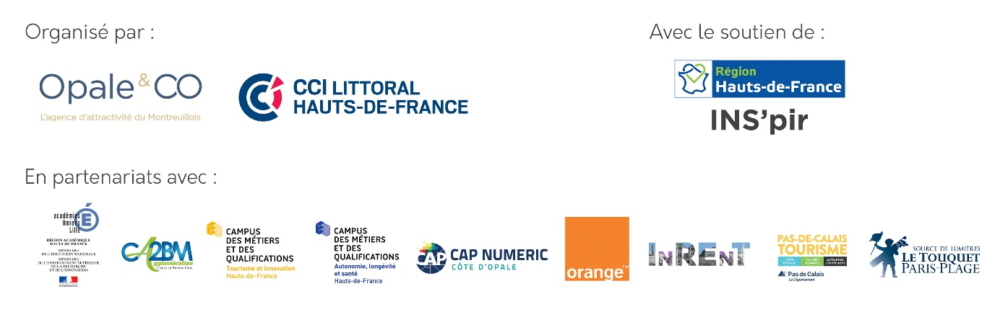 Organisé par :
Avec le soutien de :
Opale & CO
L'agence d'attractivité du Montreuillois
CCI LITTORAL
HAUTS-DE-FRANCE
Région
Hauts-de-France
INS'pir
En partenariats avec :
académies
Amiens
Lille
É
RÉGION ACADÉMIQUE
HAUTS-DE-FRANCE
MINISTÈRE
DE L'ÉDUCATION NATIONALE
MINISTÈRE
DE L'ENSEIGNEMENT SUPÉRIEUR,
DE LA RECHERCHE
ET DE L'INNOVATION
CA2BM
agglomération
CAMPUS
DES MÉTIERS
ET DES
QUALIFICATIONS
Tourisme et innovation
Hauts-de-France
CAMPUS
DES MÉTIERS
ET DES
QUALIFICATIONS
Autonomie, longévité
et santé
Hauts-de-France
CAP
CAP NUMERIC
CÔTE D'OPALE
orange™
INRENT
PAS-DE-CALAIS
TOURISME
CÔTE
D'OPALE
VALLÉES
& MARAIS
AUTOUR DU
LOUVRE-LENS
Pas de Calais
Le Département
SOURCE DE LUMIÈRES
LE TOUQUET
PARIS-PLAGE